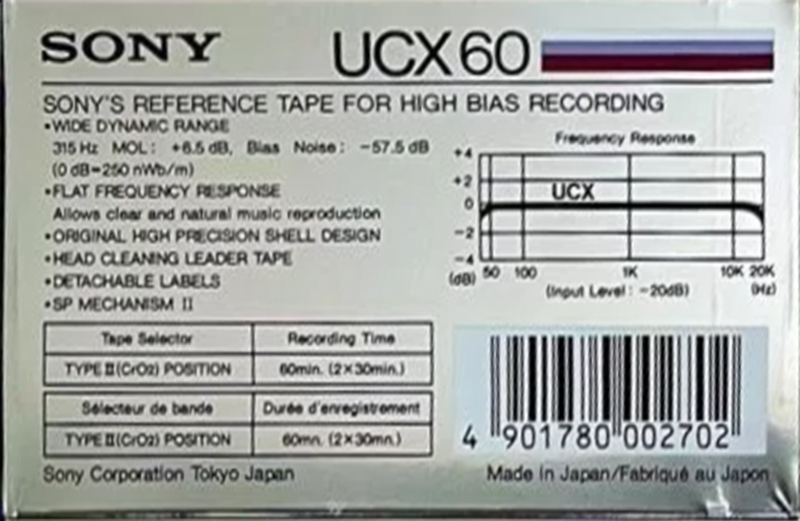 SONY UCX60
SONY'S REFERENCE TAPE FOR HIGH BIAS RECORDING
•WIDE DYNAMIC RANGE
315 Hz MOL: +6.5 dB, Bias Noise: -57.5 dB
(0 dB=250 nWb/m)
•FLAT FREQUENCY RESPONSE
Allows clear and natural music reproduction
•ORIGINAL HIGH PRECISION SHELL DESIGN
•HEAD CLEANING LEADER TAPE
•DETACHABLE LABELS
•SP MECHANISM II
Frequency Response
+4
+2
0
-2
-4
(dB)
UCX
50 100 1K 10K 20K
(Input Level: -20dB) (Hz)
Tape Selector Recording Time
TYPE II (CrO2) POSITION 60min. (2×30min.)
Sélecteur de bande Durée d'enregistrement
TYPE II (CrO2) POSITION 60mn. (2×30mn.)
4 901780 002702
Sony Corporation Tokyo Japan Made in Japan/Fabriqué au Japon